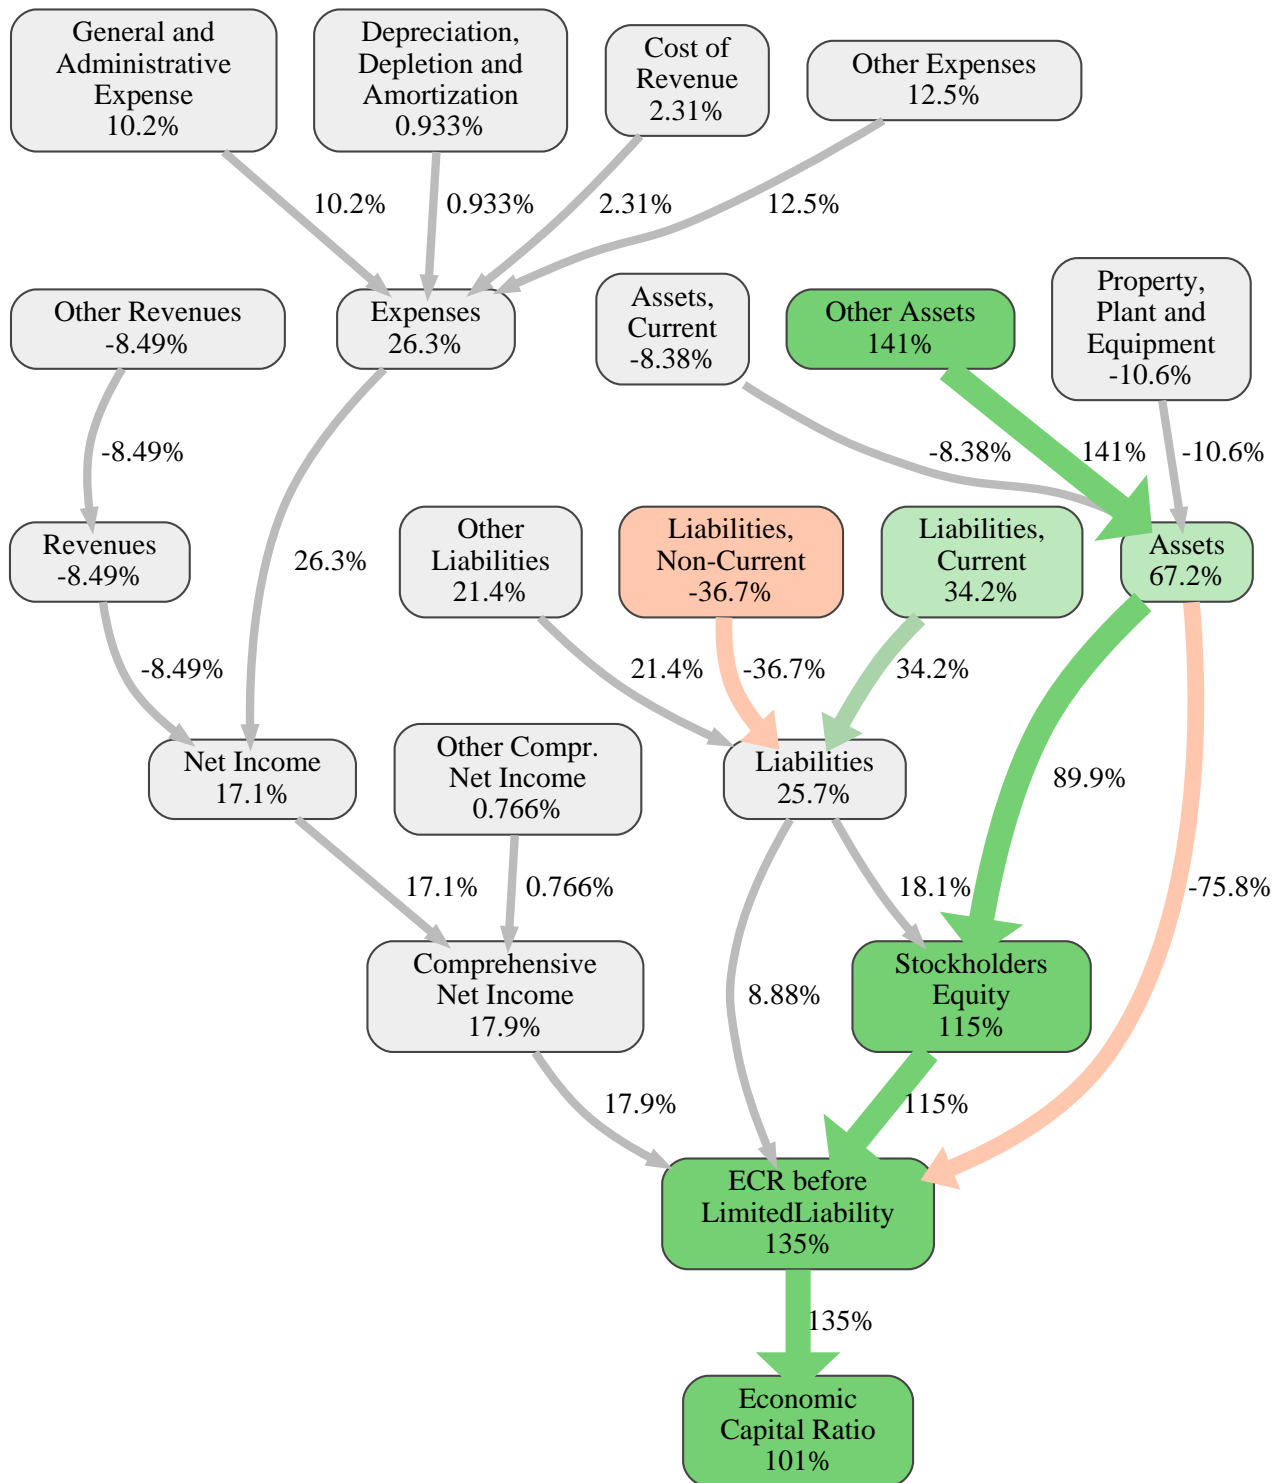 General and
Administrative
Expense
10.2%
Depreciation,
Depletion and
Amortization
0.933%
Cost of
Revenue
2.31%
Other Expenses
12.5%
10.2%
0.933%
2.31%
12.5%
Other Revenues
-8.49%
Expenses
26.3%
Assets,
Current
-8.38%
Other Assets
141%
Property,
Plant and
Equipment
-10.6%
-8.49%
-8.38%
141%
-10.6%
Revenues
-8.49%
26.3%
Other
Liabilities
21.4%
Liabilities,
Non-Current
-36.7%
Liabilities,
Current
34.2%
Assets
67.2%
-8.49%
21.4%
-36.7%
34.2%
Net Income
17.1%
Other Compr.
Net Income
0.766%
Liabilities
25.7%
89.9%
17.1%
0.766%
18.1%
-75.8%
Comprehensive
Net Income
17.9%
8.88%
Stockholders
Equity
115%
17.9%
115%
ECR before
LimitedLiability
135%
135%
Economic
Capital Ratio
101%